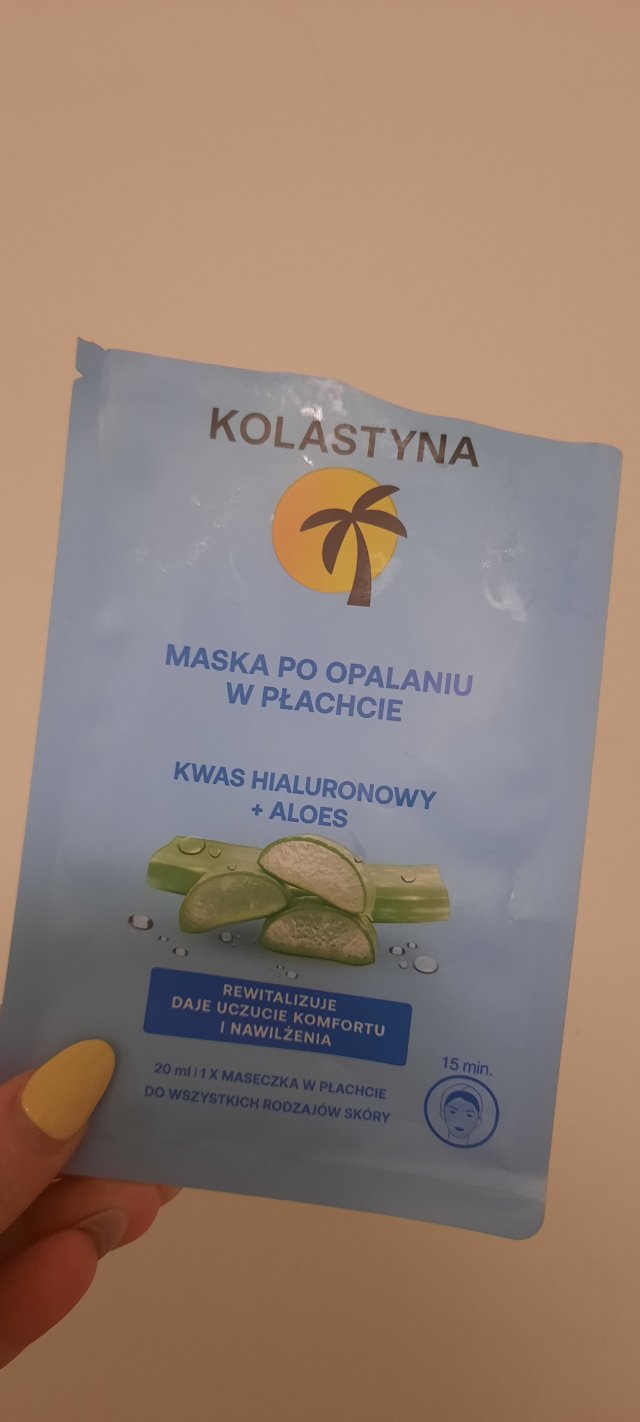 KOLASTYNA
MASKA PO OPALANIU
W PŁACHCIE
KWAS HIALURONOWY
+ ALOES
REWITALIZUJE
DAJE UCZUCIE KOMFORTU
I NAWILŻENIA
20 ml | 1 X MASECZKA W PŁACHCIE
DO WSZYSTKICH RODZAJÓW SKÓRY
15 min.